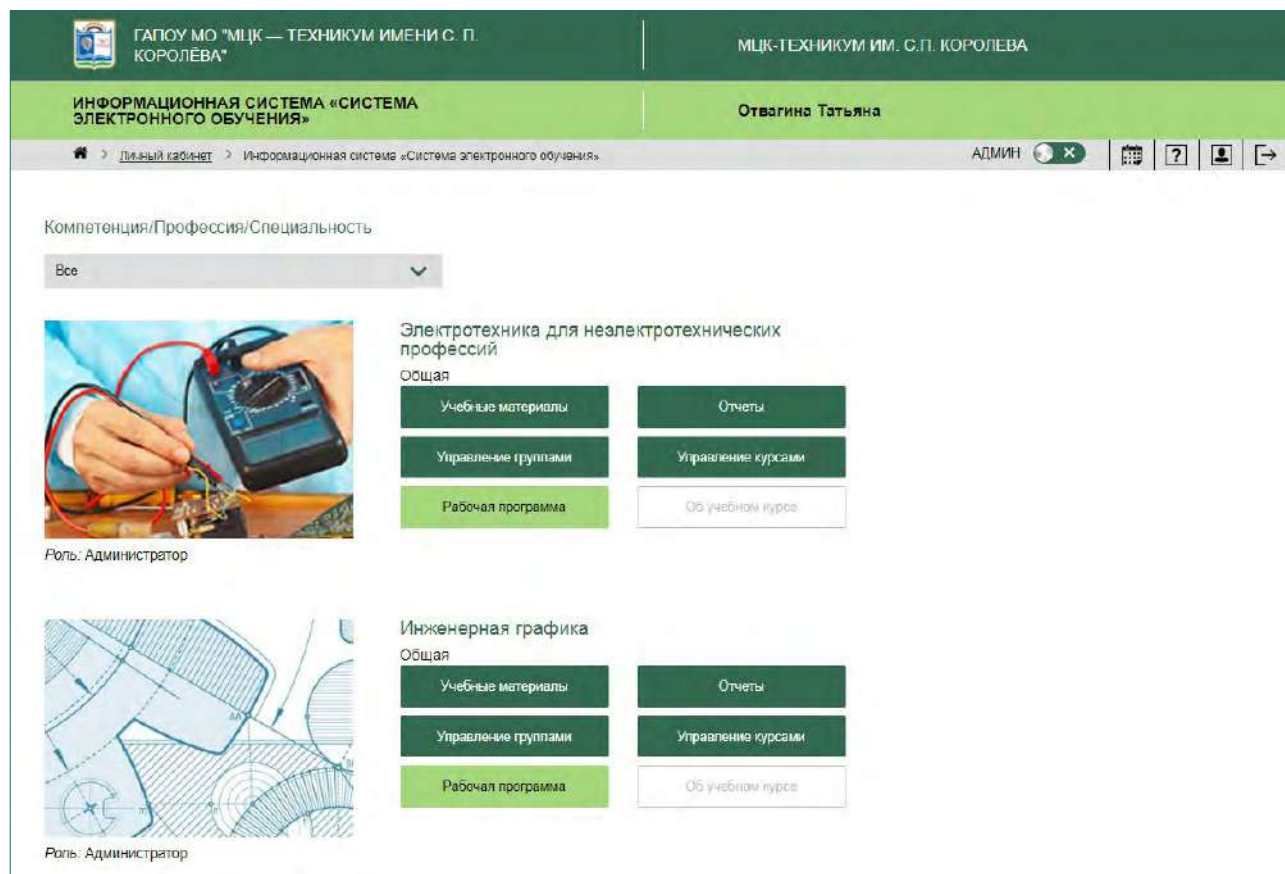 ГАПОУ МО "МЦК — ТЕХНИКУМ ИМЕНИ С. П.
КОРОЛЁВА"
МЦК-ТЕХНИКУМ ИМ. С.П. КОРОЛЕВА
ИНФОРМАЦИОННАЯ СИСТЕМА «СИСТЕМА
ЭЛЕКТРОННОГО ОБУЧЕНИЯ»
Отвагина Татьяна
> Личный кабинет > Информационная система «Система электронного обучения»
АДМИН
Компетенция/Профессия/Специальность
Все
Электротехника для неэлектротехнических
профессий
Общая
Учебные материалы
Отчеты
Управление группами
Управление курсами
Рабочая программа
Об учебном курсе
Роль: Администратор
Инженерная графика
Общая
Учебные материалы
Отчеты
Управление группами
Управление курсами
Рабочая программа
Об учебном курсе
Роль: Администратор